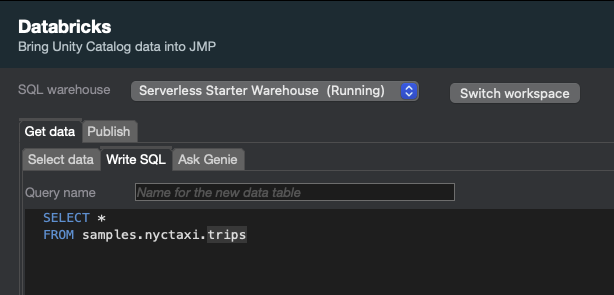 Databricks
Bring Unity Catalog data into JMP
SQL warehouse Serverless Starter Warehouse (Running) Switch workspace
Get data Publish
Select data Write SQL Ask Genie
Query name Name for the new data table
SELECT *
FROM samples.nyctaxi.trips